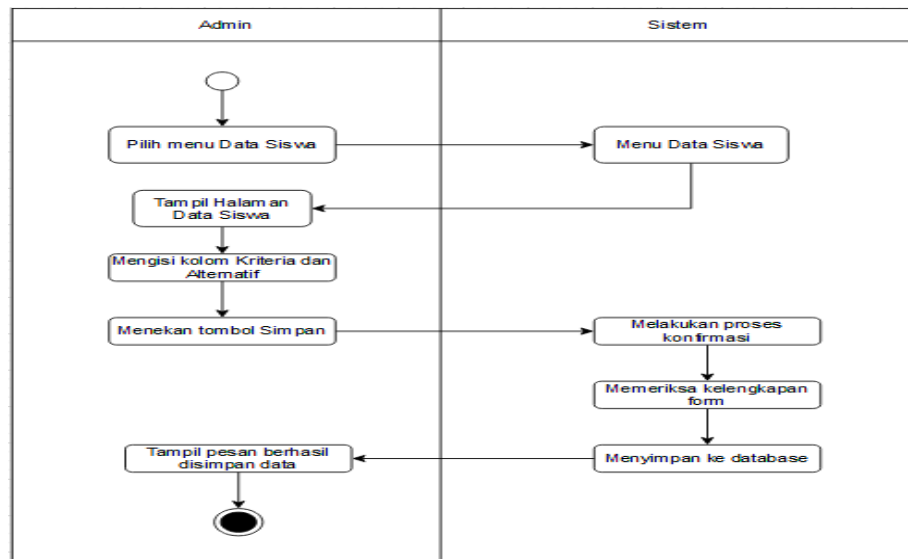 Admin
Sistem
Pilih menu Data Siswa
Menu Data Siswa
Tampil Halaman
Data Siswa
Mengisi kolom Kriteria dan
Alternatif
Menekan tombol Simpan
Melakukan proses
konfirmasi
Memeriksa kelengkapan
form
Menyimpan ke database
Tampil pesan berhasil
disimpan data